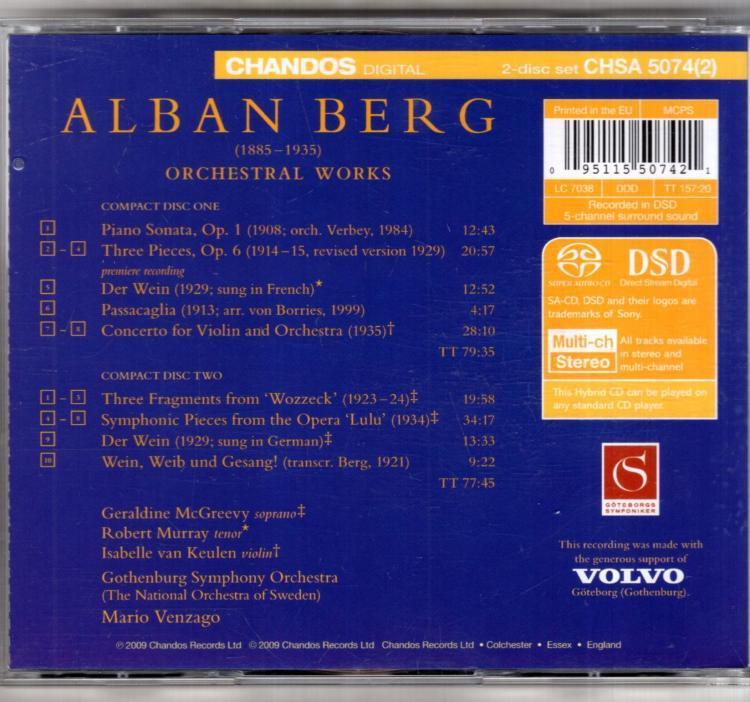 CHANDOS DIGITAL 2-disc set CHSA 5074(2)
ALBAN BERG
(1885–1935)
ORCHESTRAL WORKS
COMPACT DISC ONE
1 Piano Sonata, Op. 1 (1908; orch. Verbey, 1984) 12:43
2 – 4 Three Pieces, Op. 6 (1914–15, revised version 1929) 20:57
premiere recording
5 Der Wein (1929; sung in French)* 12:52
6 Passacaglia (1913; arr. von Borries, 1999) 4:17
7 – 8 Concerto for Violin and Orchestra (1935)† 28:10
TT 79:35
COMPACT DISC TWO
1 – 3 Three Fragments from ‘Wozzeck’ (1923–24)‡ 19:58
4 – 8 Symphonic Pieces from the Opera ‘Lulu’ (1934)‡ 34:17
9 Der Wein (1929; sung in German)‡ 13:33
10 Wein, Weib und Gesang! (transcr. Berg, 1921) 9:22
TT 77:45
Geraldine McGreevy soprano‡
Robert Murray tenor*
Isabelle van Keulen violin†
Gothenburg Symphony Orchestra
(The National Orchestra of Sweden)
Mario Venzago
℗ 2009 Chandos Records Ltd © 2009 Chandos Records Ltd Chandos Records Ltd • Colchester • Essex • England
Printed in the EU MCPS
0 95115 50742 1
LC 7038 DDD TT 157:20
Recorded in DSD
5-channel surround sound
SUPER AUDIO CD
DSD
Direct Stream Digital
SA-CD, DSD and their logos are
trademarks of Sony.
Multi-ch
Stereo
All tracks available
in stereo and
multi-channel
This Hybrid CD can be played on
any standard CD player.
GÖTEBORGS
SYMFONIKER
This recording was made with
the generous support of
VOLVO
Göteborg (Gothenburg).